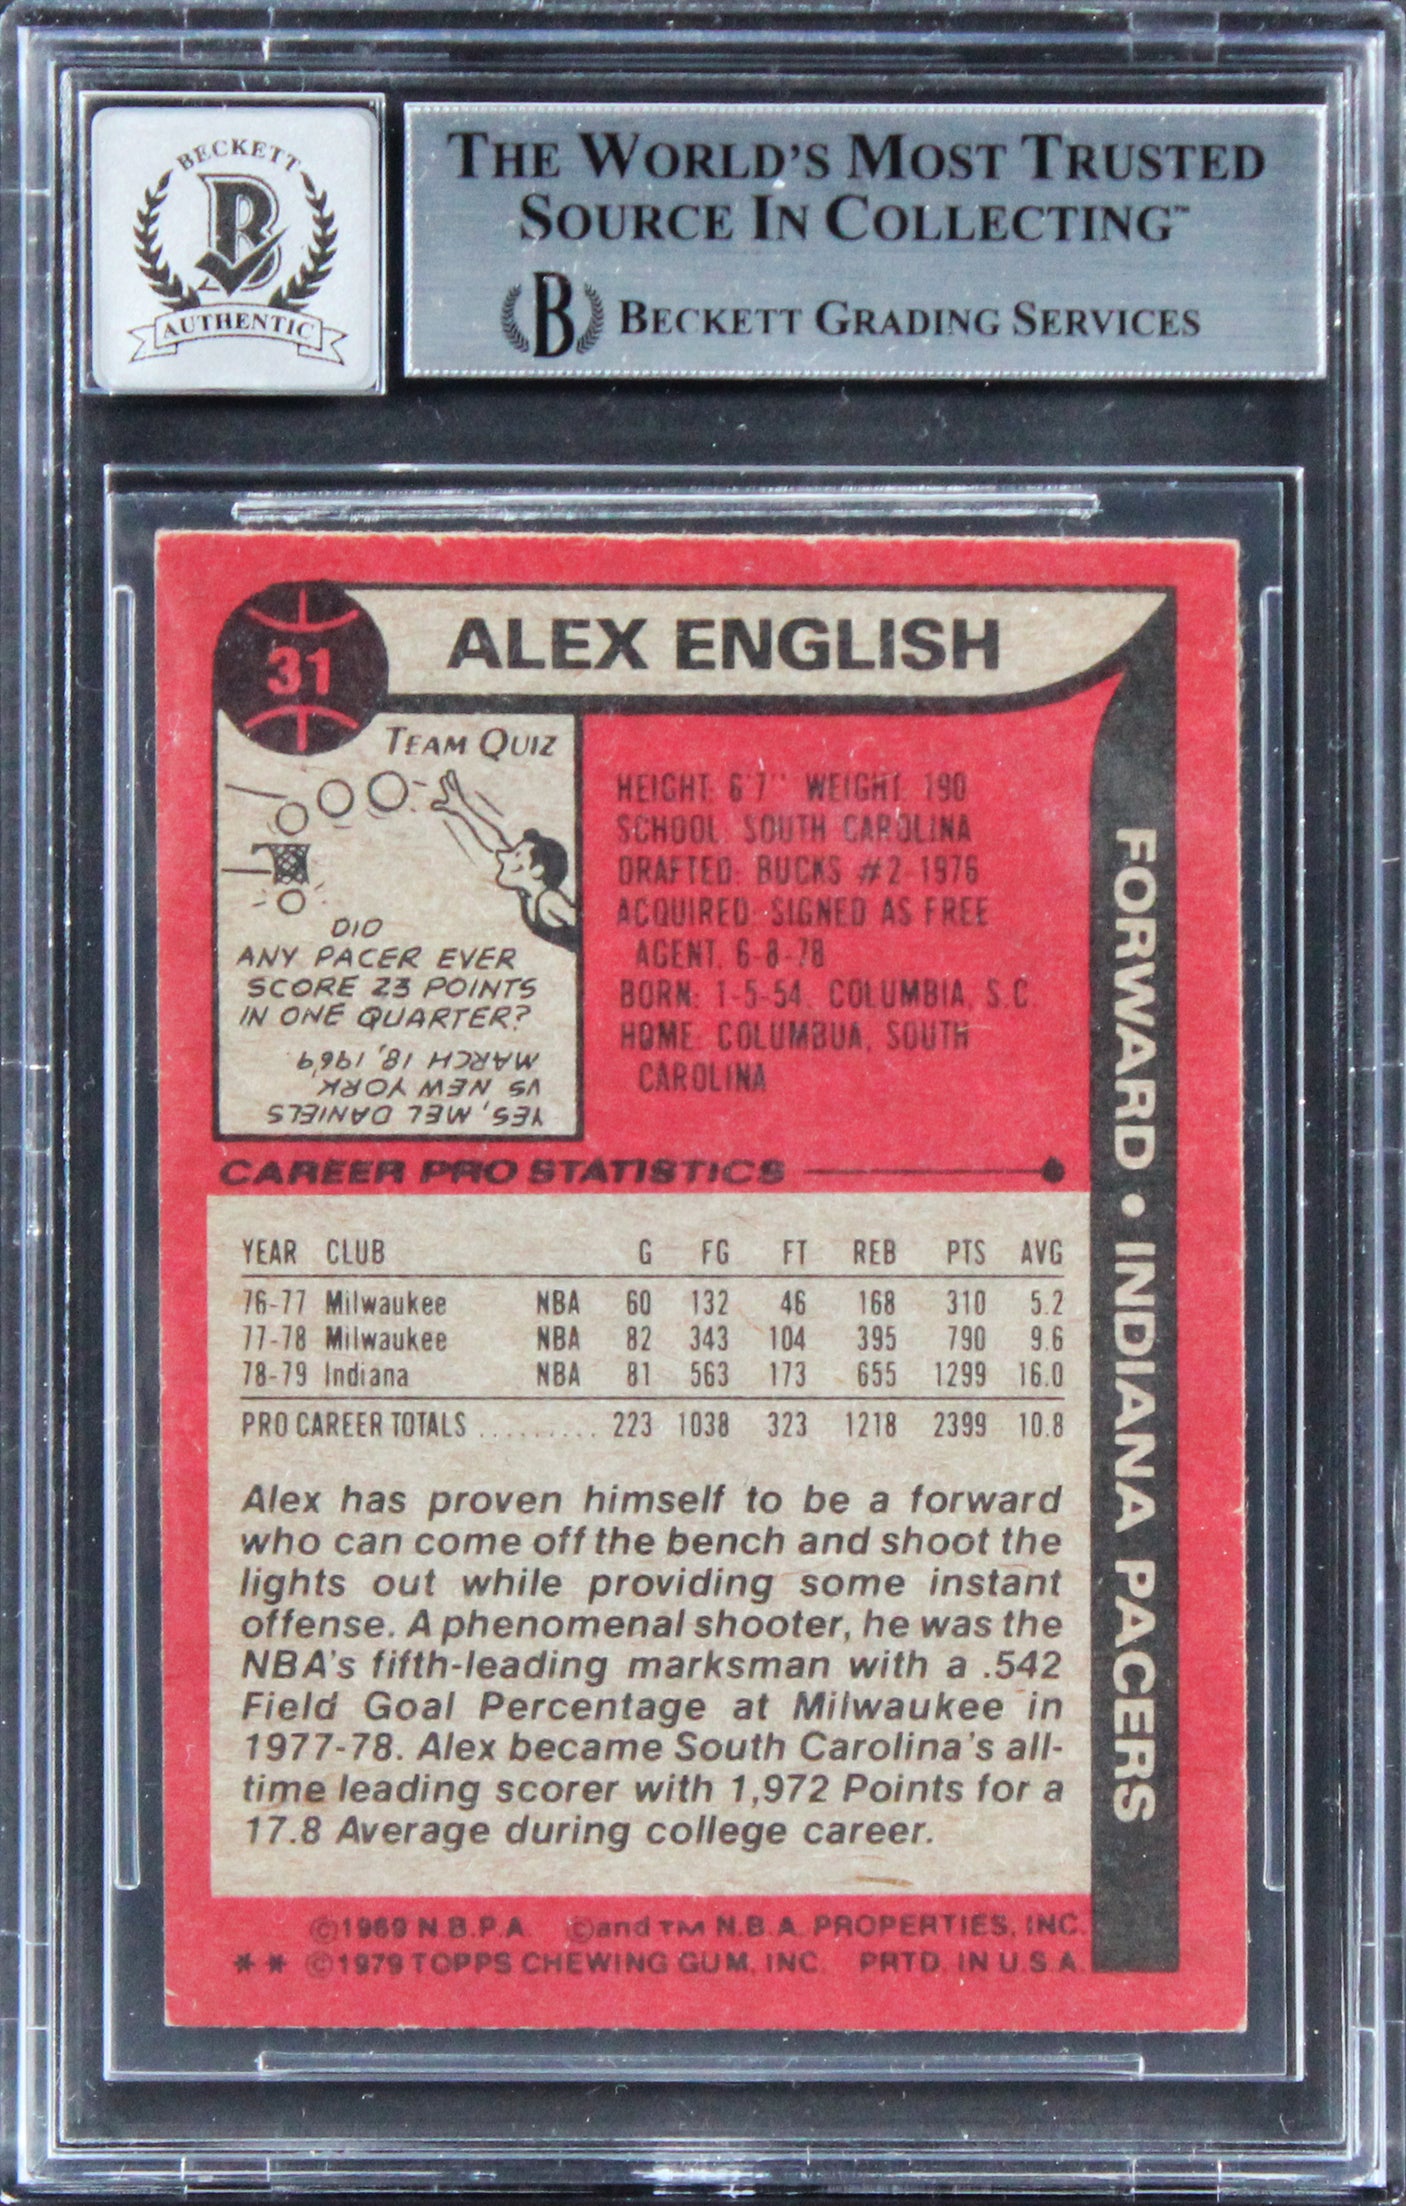 BECKETT
B
AUTHENTIC
THE WORLD'S MOST TRUSTED
SOURCE IN COLLECTING™
B BECKETT GRADING SERVICES
31
ALEX ENGLISH
TEAM QUIZ
DID
ANY PACER EVER
SCORE 23 POINTS
IN ONE QUARTER?
YES, MEL DANIELS
VS NEW YORK,
MARCH 18, 1969
HEIGHT: 6'7" WEIGHT: 190
SCHOOL: SOUTH CAROLINA
DRAFTED: BUCKS #2-1976
ACQUIRED: SIGNED AS FREE
AGENT, 6-8-78
BORN: 1-5-54, COLUMBIA, S.C.
HOME: COLUMBUA, SOUTH
CAROLINA
FORWARD • INDIANA PACERS
CAREER PRO STATISTICS
YEAR CLUB G FG FT REB PTS AVG
76-77 Milwaukee NBA 60 132 46 168 310 5.2
77-78 Milwaukee NBA 82 343 104 395 790 9.6
78-79 Indiana NBA 81 563 173 655 1299 16.0
PRO CAREER TOTALS ......... 223 1038 323 1218 2399 10.8
Alex has proven himself to be a forward
who can come off the bench and shoot the
lights out while providing some instant
offense. A phenomenal shooter, he was the
NBA's fifth-leading marksman with a .542
Field Goal Percentage at Milwaukee in
1977-78. Alex became South Carolina's all-
time leading scorer with 1,972 Points for a
17.8 Average during college career.
©1969 N.B.P.A. ©and TM N.B.A. PROPERTIES, INC.
** ©1979 TOPPS CHEWING GUM, INC. PRTD. IN U.S.A.